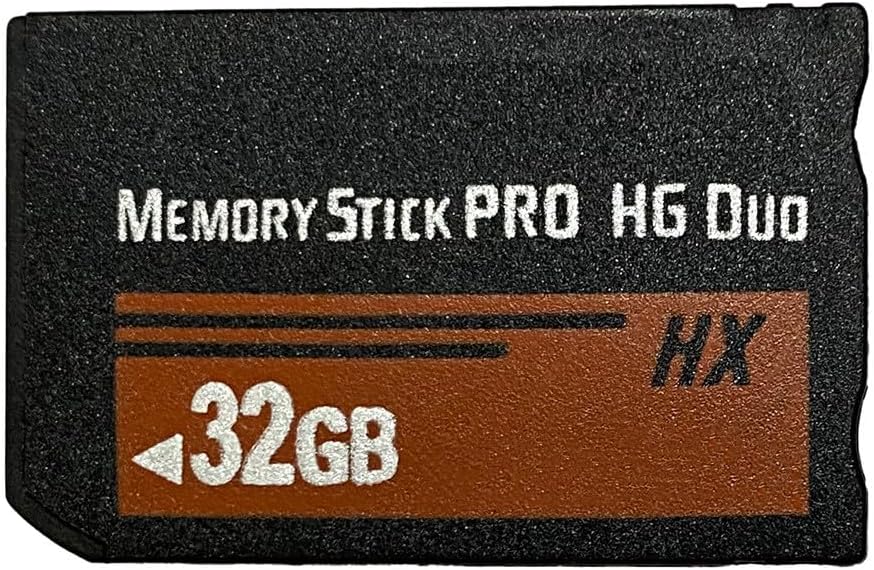 MEMORY STICK PRO HG DUO
HX
32GB